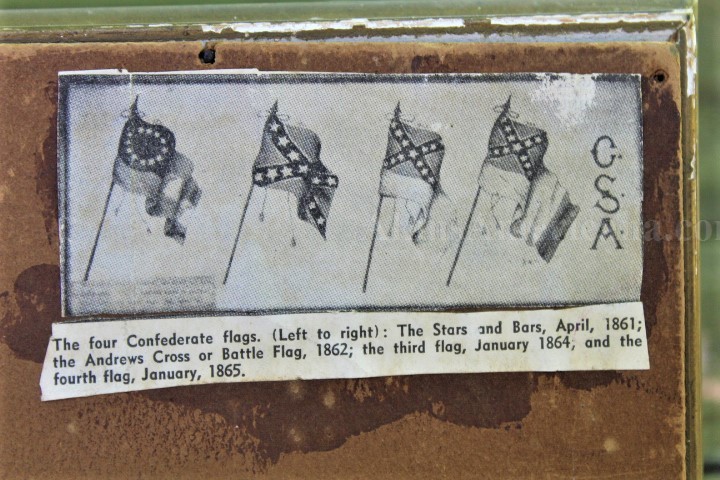 C.S.A.
The four Confederate flags. (Left to right): The Stars and Bars, April, 1861;
the Andrews Cross or Battle Flag, 1862; the third flag, January 1864; and the
fourth flag, January, 1865.